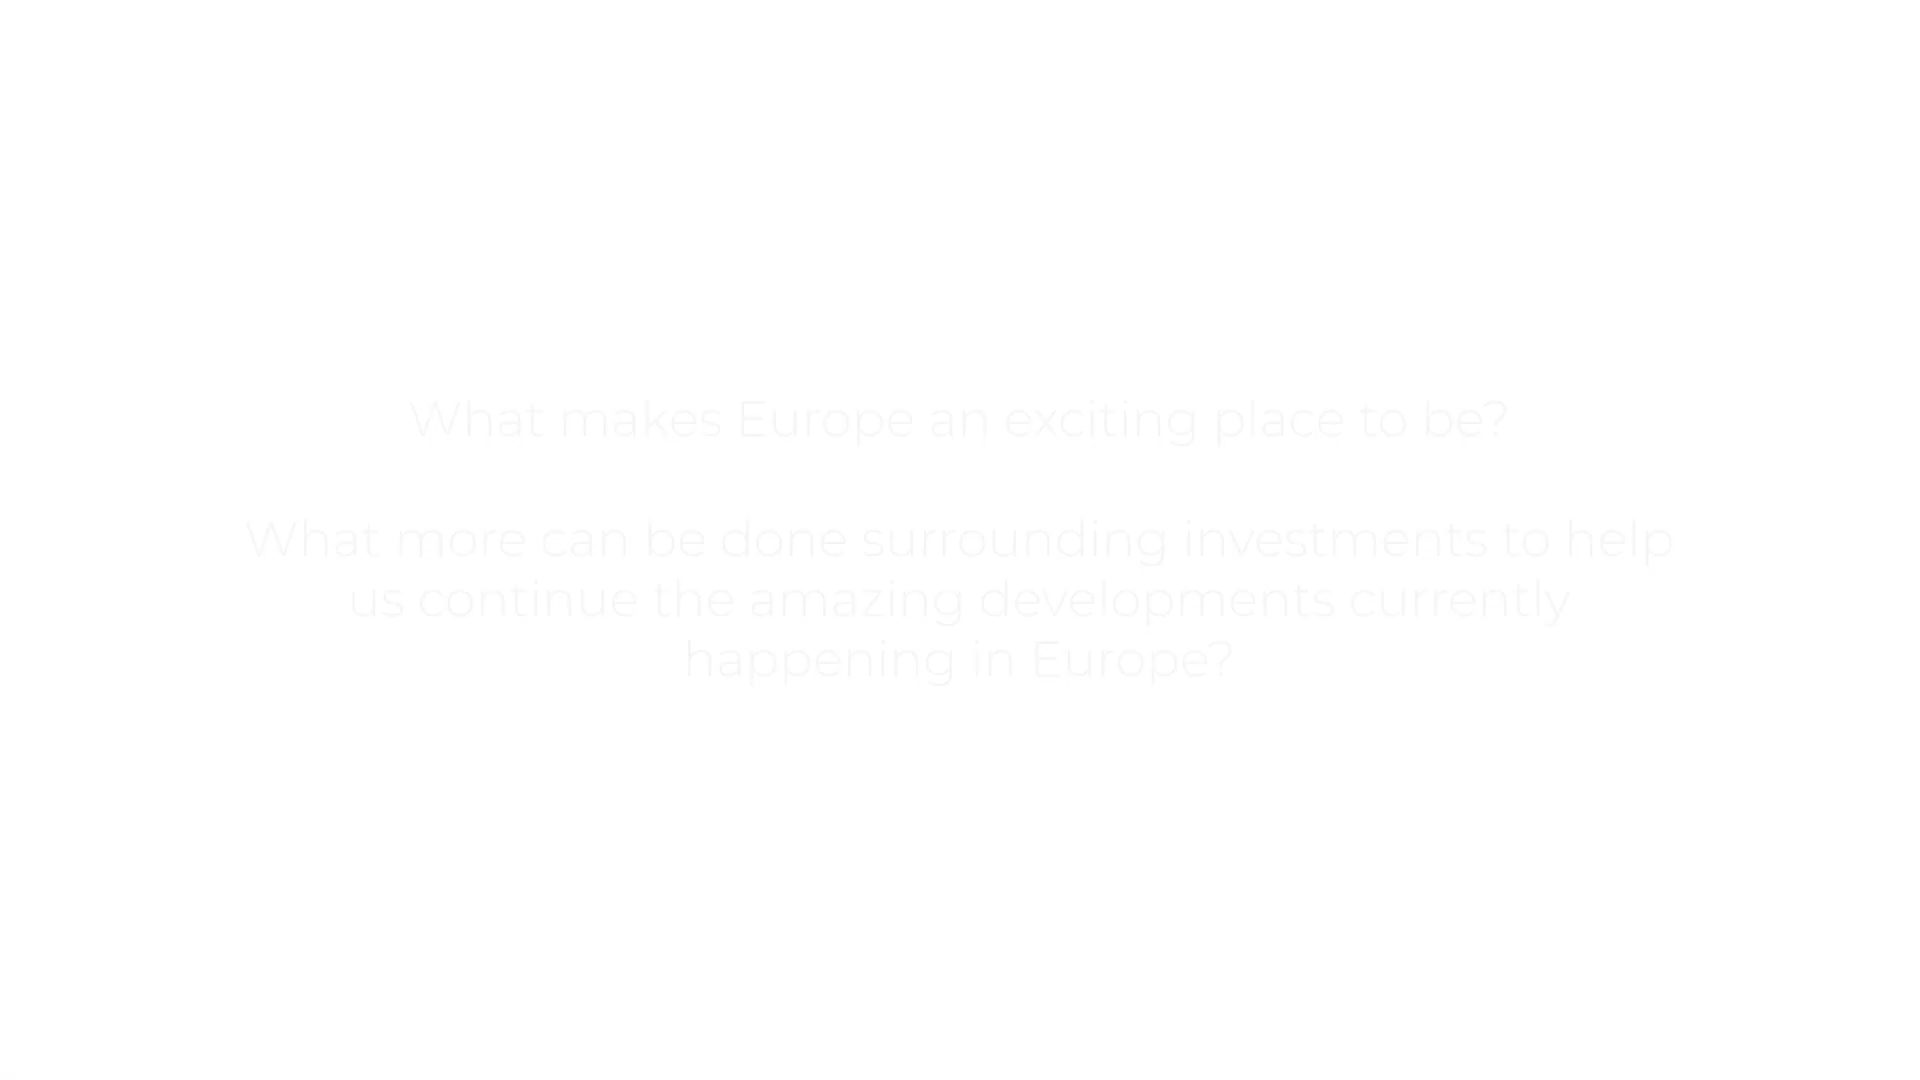 What makes Europe an exciting place to be?
What more can be done surrounding investments to help
us continue the amazing developments currently
happening in Europe?